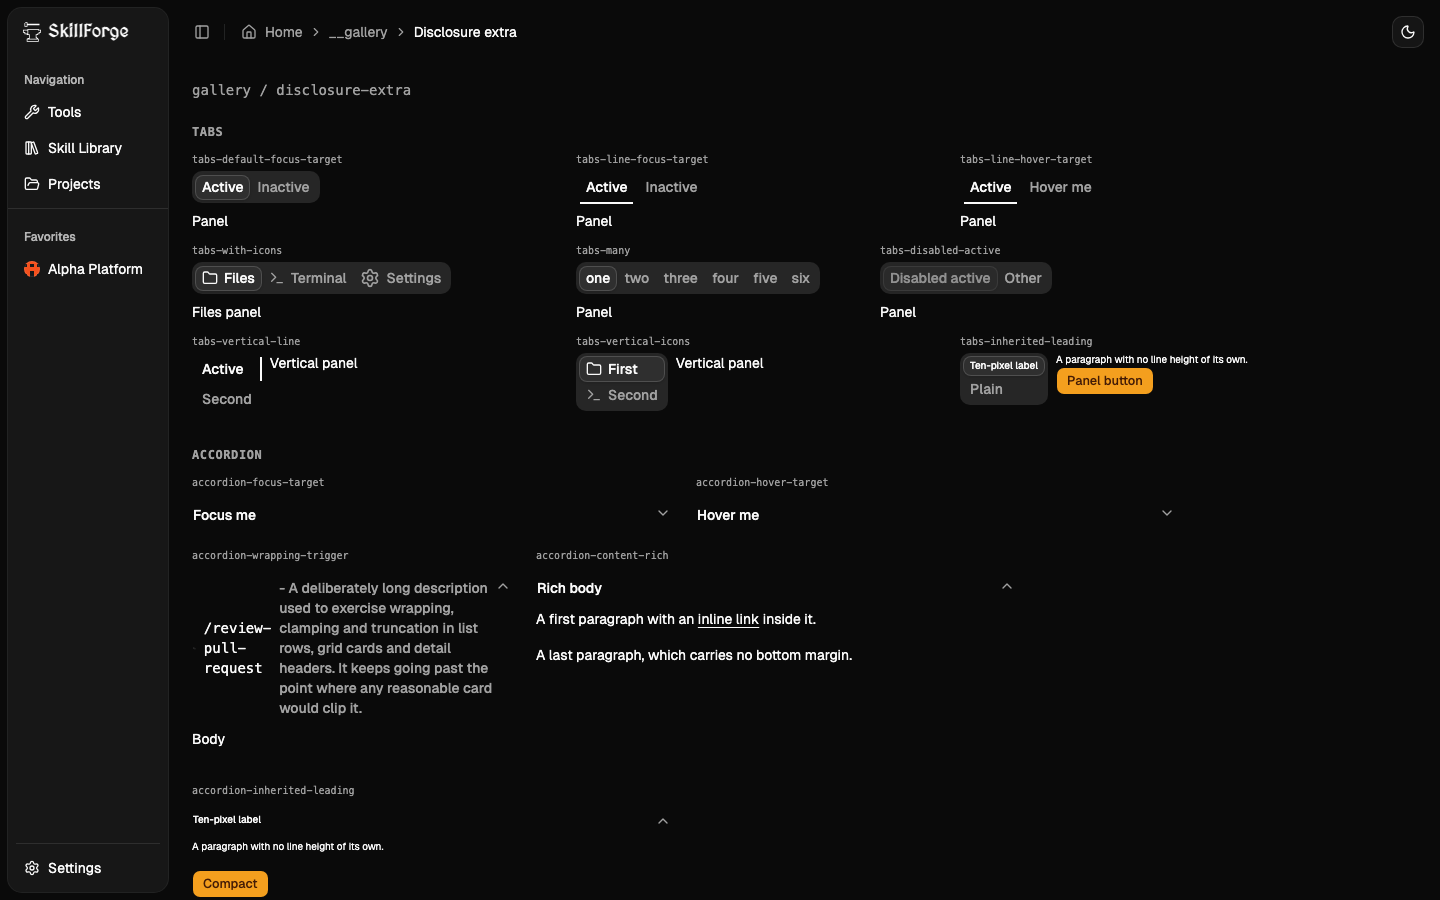 SkillForge
Home > __gallery > Disclosure extra
Navigation
Tools
Skill Library
Projects
Favorites
Alpha Platform
Settings
gallery / disclosure-extra
TABS
tabs-default-focus-target
Active Inactive
Panel
tabs-line-focus-target
Active Inactive
Panel
tabs-line-hover-target
Active Hover me
Panel
tabs-with-icons
Files Terminal Settings
Files panel
tabs-many
one two three four five six
Panel
tabs-disabled-active
Disabled active Other
Panel
tabs-vertical-line
Active
Second
Vertical panel
tabs-vertical-icons
First
Second
Vertical panel
tabs-inherited-leading
Ten-pixel label
Plain
A paragraph with no line height of its own.
Panel button
ACCORDION
accordion-focus-target
Focus me
accordion-hover-target
Hover me
accordion-wrapping-trigger
/review-
pull-
request
- A deliberately long description
used to exercise wrapping,
clamping and truncation in list
rows, grid cards and detail
headers. It keeps going past the
point where any reasonable card
would clip it.
Body
accordion-content-rich
Rich body
A first paragraph with an inline link inside it.
A last paragraph, which carries no bottom margin.
accordion-inherited-leading
Ten-pixel label
A paragraph with no line height of its own.
Compact